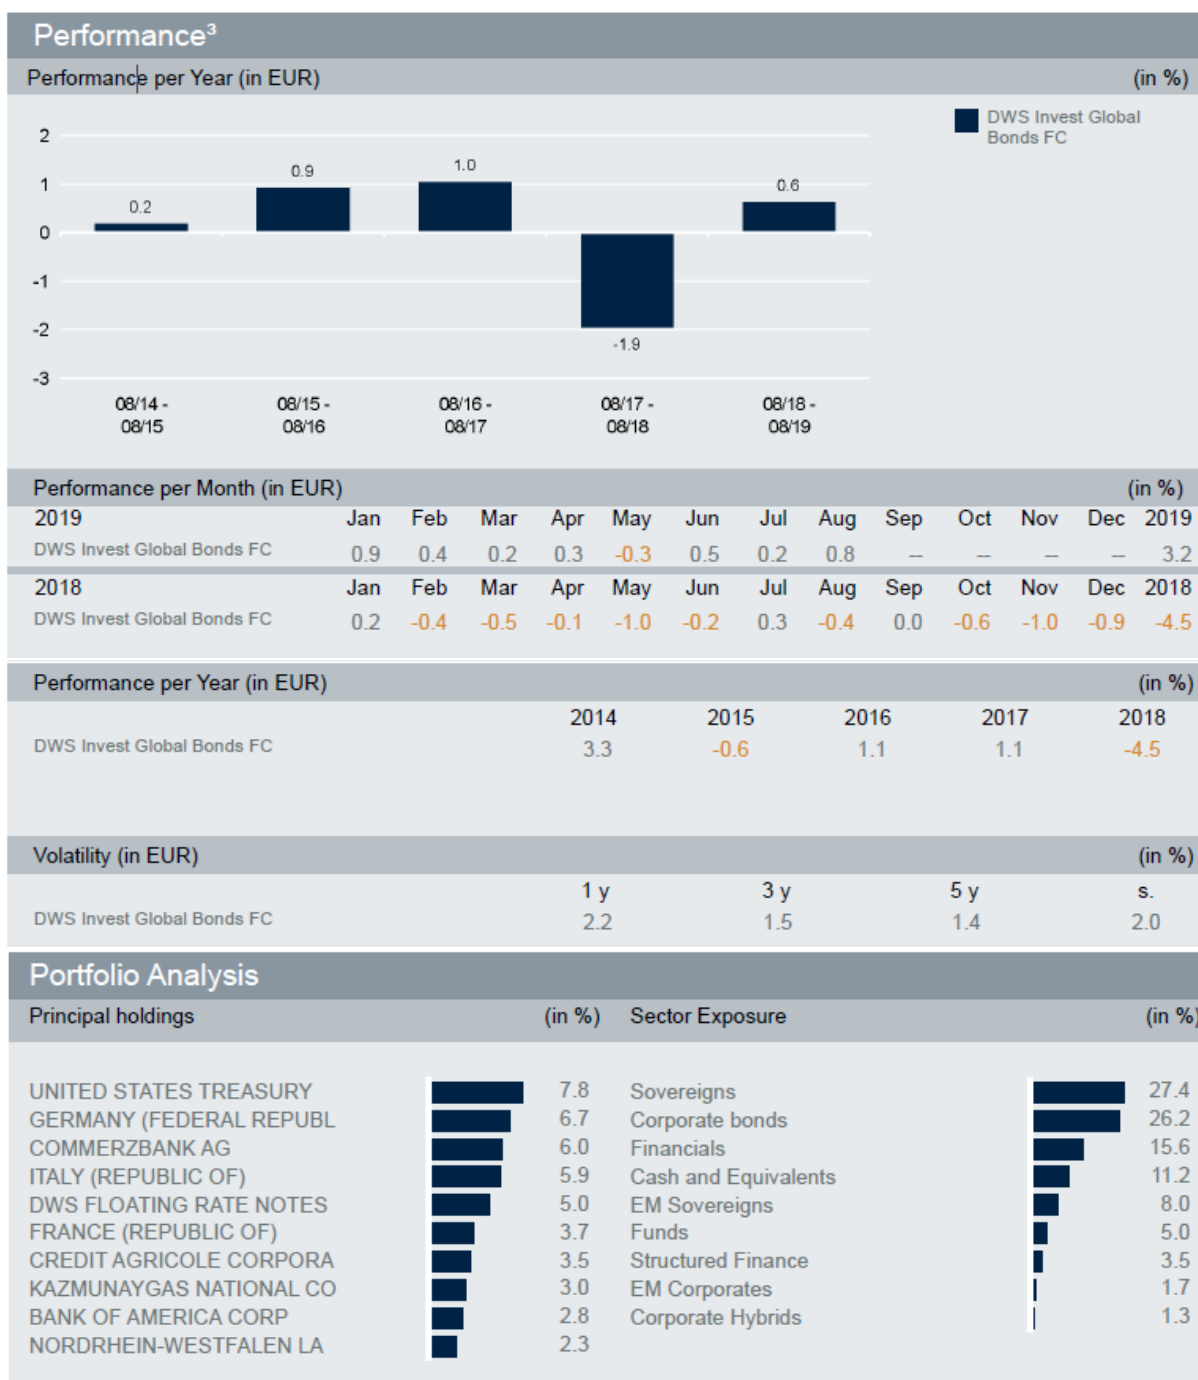 Performance³
Performance per Year (in EUR) (in %)
DWS Invest Global
Bonds FC
2
1
0
-1
-2
-3
0.2 0.9 1.0 -1.9 0.6
08/14 - 08/15 - 08/16 - 08/17 - 08/18 -
08/15 08/16 08/17 08/18 08/19
Performance per Month (in EUR) (in %)
2019 Jan Feb Mar Apr May Jun Jul Aug Sep Oct Nov Dec 2019
DWS Invest Global Bonds FC 0.9 0.4 0.2 0.3 -0.3 0.5 0.2 0.8 -- -- -- -- 3.2
2018 Jan Feb Mar Apr May Jun Jul Aug Sep Oct Nov Dec 2018
DWS Invest Global Bonds FC 0.2 -0.4 -0.5 -0.1 -1.0 -0.2 0.3 -0.4 0.0 -0.6 -1.0 -0.9 -4.5
Performance per Year (in EUR) (in %)
2014 2015 2016 2017 2018
DWS Invest Global Bonds FC 3.3 -0.6 1.1 1.1 -4.5
Volatility (in EUR) (in %)
1 y 3 y 5 y s.
DWS Invest Global Bonds FC 2.2 1.5 1.4 2.0
Portfolio Analysis
Principal holdings (in %)
UNITED STATES TREASURY 7.8
GERMANY (FEDERAL REPUBL 6.7
COMMERZBANK AG 6.0
ITALY (REPUBLIC OF) 5.9
DWS FLOATING RATE NOTES 5.0
FRANCE (REPUBLIC OF) 3.7
CREDIT AGRICOLE CORPORA 3.5
KAZMUNAYGAS NATIONAL CO 3.0
BANK OF AMERICA CORP 2.8
NORDRHEIN-WESTFALEN LA 2.3
Sector Exposure (in %)
Sovereigns 27.4
Corporate bonds 26.2
Financials 15.6
Cash and Equivalents 11.2
EM Sovereigns 8.0
Funds 5.0
Structured Finance 3.5
EM Corporates 1.7
Corporate Hybrids 1.3